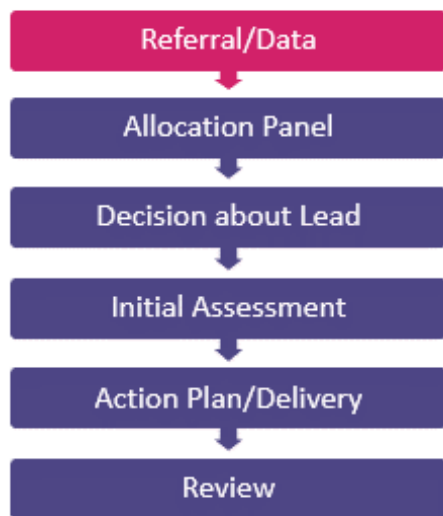 Referral/Data
Allocation Panel
Decision about Lead
Initial Assessment
Action Plan/Delivery
Review